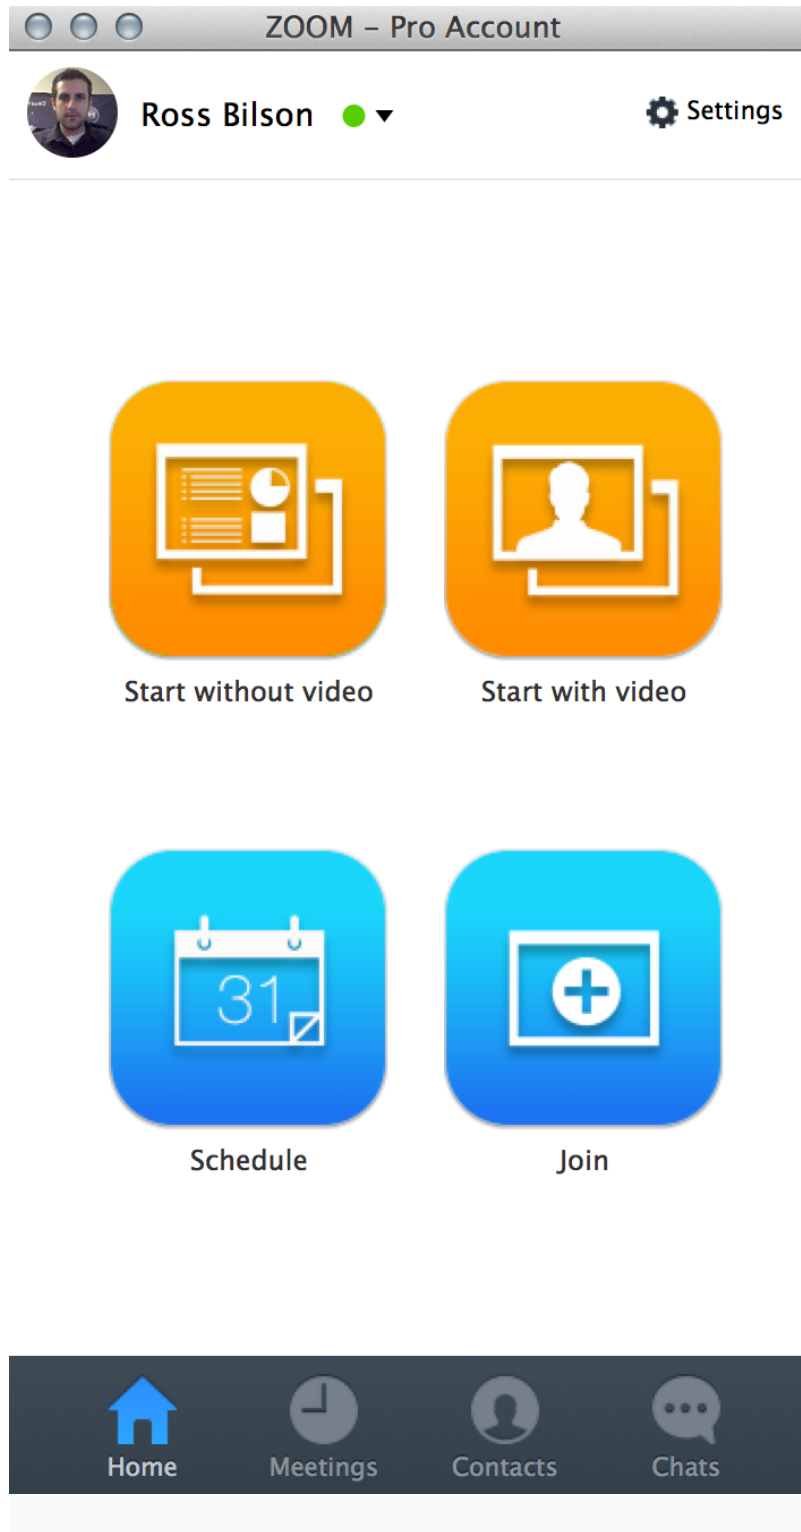 ZOOM – Pro Account
Ross Bilson
Settings
Start without video
Start with video
31
Schedule
Join
Home
Meetings
Contacts
Chats